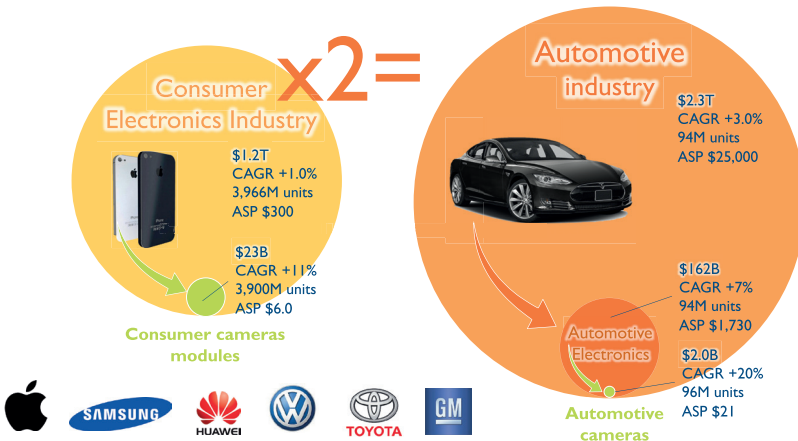 Consumer
Electronics Industry
x2=
Automotive
industry
$1.2T
CAGR +1.0%
3,966M units
ASP $300
$2.3T
CAGR +3.0%
94M units
ASP $25,000
$23B
CAGR +11%
3,900M units
ASP $6.0
$162B
CAGR +7%
94M units
ASP $1,730
Automotive
Electronics
Consumer cameras
modules
$2.0B
CAGR +20%
96M units
ASP $21
Automotive
cameras
SAMSUNG
HUAWEI
VW
TOYOTA
GM